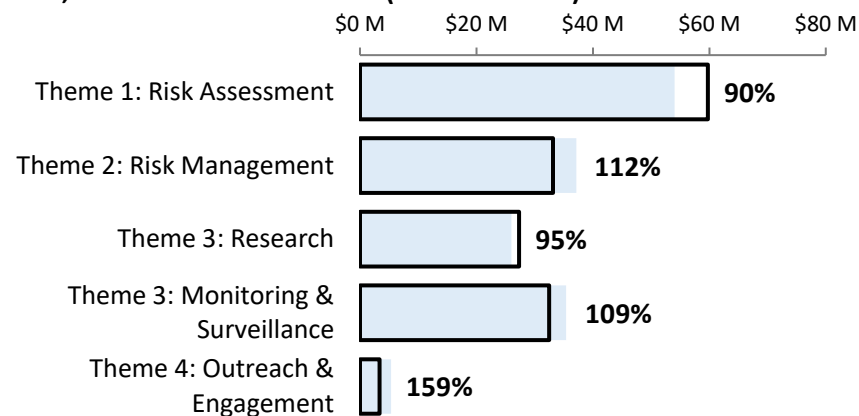 $0 M $20 M $40 M $60 M $80 M
Theme 1: Risk Assessment 90%
Theme 2: Risk Management 112%
Theme 3: Research 95%
Theme 3: Monitoring &
Surveillance 109%
Theme 4: Outreach &
Engagement 159%